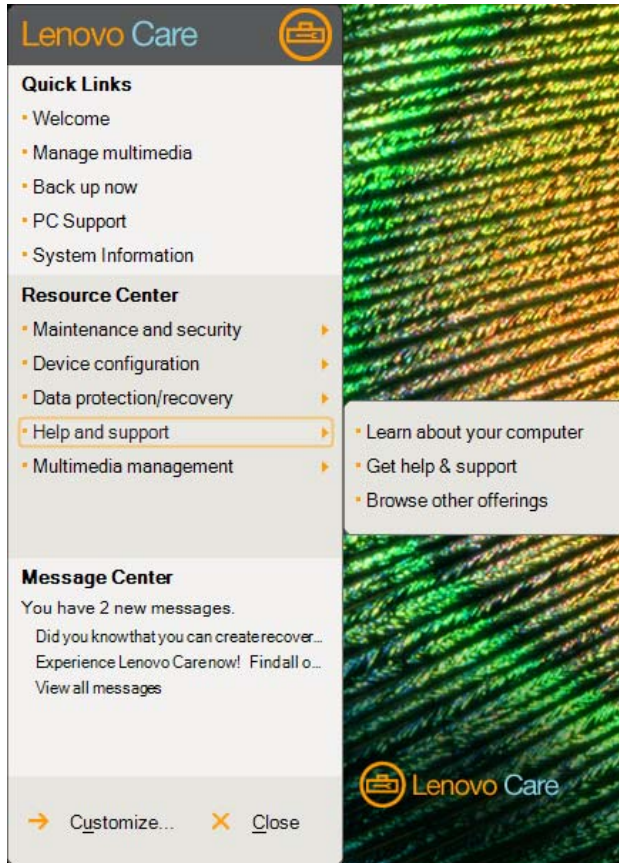 Lenovo Care
Quick Links
Welcome
Manage multimedia
Back up now
PC Support
System Information
Resource Center
Maintenance and security
Device configuration
Data protection/recovery
Help and support
Multimedia management
Learn about your computer
Get help & support
Browse other offerings
Message Center
You have 2 new messages.
Did you know that you can create recover...
Experience Lenovo Care now! Find all o...
View all messages
Customize...
Close
Lenovo Care